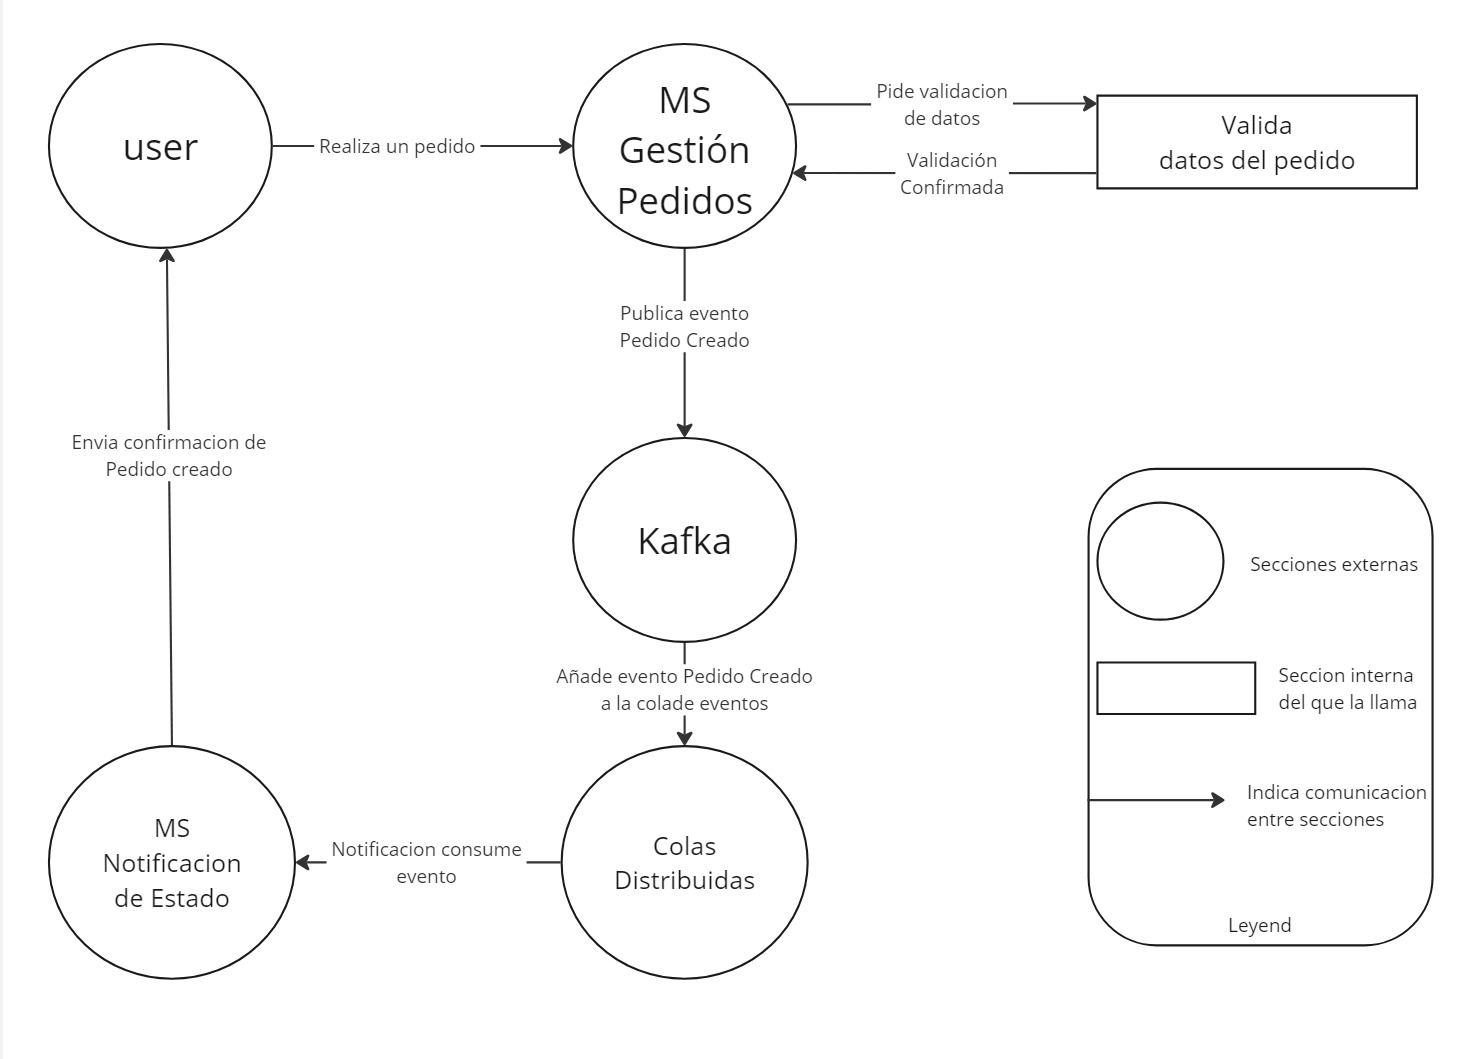 user
Realiza un pedido
MS
Gestión
Pedidos
Pide validacion
de datos
Validación
Confirmada
Valida
datos del pedido
Publica evento
Pedido Creado
Envia confirmacion de
Pedido creado
Kafka
Añade evento Pedido Creado
a la colade eventos
MS
Notificacion
de Estado
Notificacion consume
evento
Colas
Distribuidas
Secciones externas
Seccion interna
del que la llama
Indica comunicacion
entre secciones
Leyend